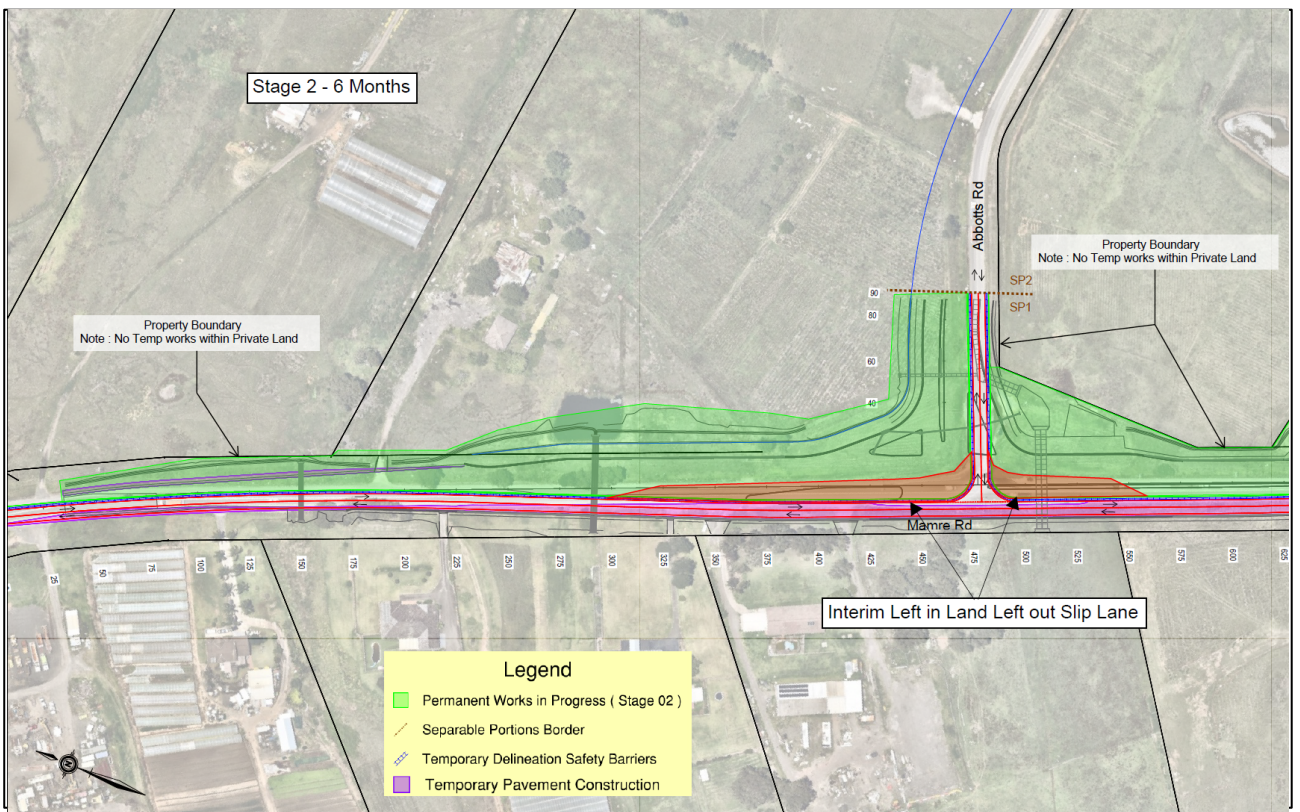 Stage 2 - 6 Months
Abbotts Rd
Property Boundary
Note : No Temp works within Private Land
SP2
SP1
90
80
60
40
Property Boundary
Note : No Temp works within Private Land
Mamre Rd
25
50
75
100
125
150
175
200
225
250
275
300
325
350
375
400
425
450
475
500
525
550
575
600
625
Interim Left in Land Left out Slip Lane
Legend
Permanent Works in Progress ( Stage 02 )
Separable Portions Border
Temporary Delineation Safety Barriers
Temporary Pavement Construction
N